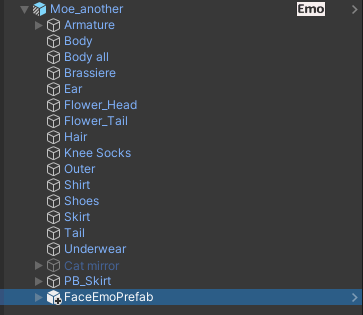 Moe_another Emo
Armature
Body
Body all
Brassiere
Ear
Flower_Head
Flower_Tail
Hair
Knee Socks
Outer
Shirt
Shoes
Skirt
Tail
Underwear
Cat mirror
PB_Skirt
FaceEmoPrefab